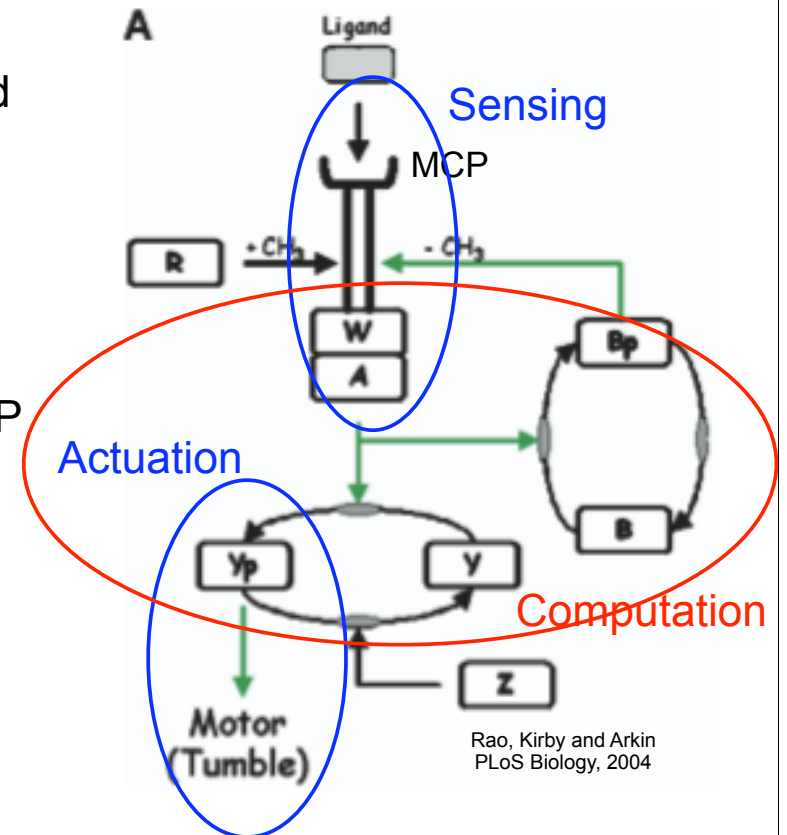 A
Ligand
d
Sensing
MCP
R
+ CH3
- CH3
W
Bp
A
P
Actuation
B
Yp
Y
Computation
Z
Motor
(Tumble)
Rao, Kirby and Arkin
PLoS Biology, 2004